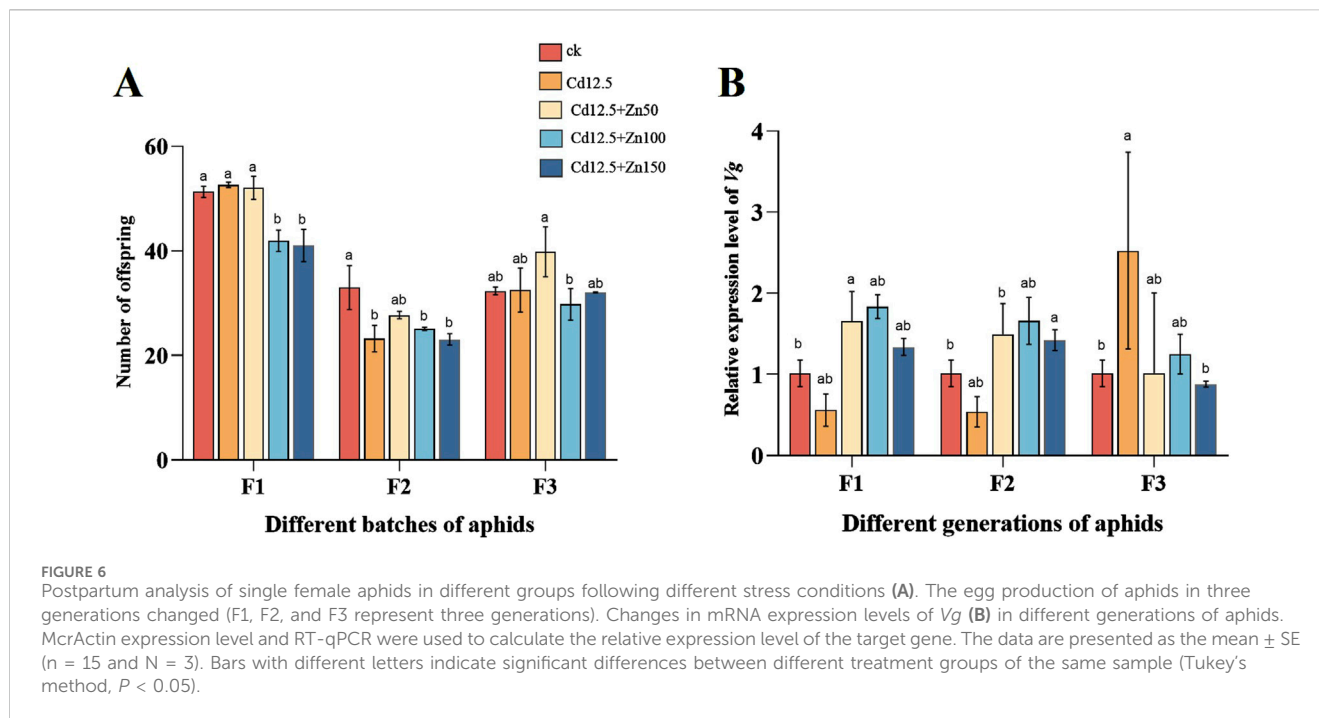 A
ck
Cd12.5
Cd12.5+Zn50
Cd12.5+Zn100
Cd12.5+Zn150
Number of offspring
60
40
20
0
a a a b b
a b ab b b
ab ab a b ab
F1 F2 F3
Different batches of aphids
B
Relative expression level of Vg
4
3
2
1
0
b ab a ab ab
b ab b ab a
b a ab ab b
F1 F2 F3
Different generations of aphids
FIGURE 6
Postpartum analysis of single female aphids in different groups following different stress conditions (A). The egg production of aphids in three
generations changed (F1, F2, and F3 represent three generations). Changes in mRNA expression levels of Vg (B) in different generations of aphids.
McrActin expression level and RT-qPCR were used to calculate the relative expression level of the target gene. The data are presented as the mean ± SE
(n = 15 and N = 3). Bars with different letters indicate significant differences between different treatment groups of the same sample (Tukey's
method, P < 0.05).